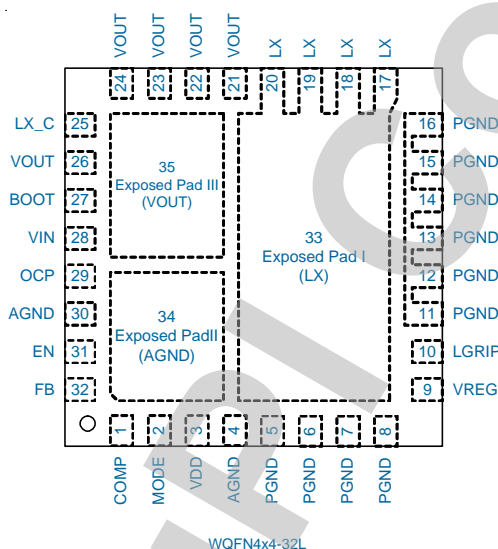 VOUT VOUT VOUT VOUT LX LX LX LX
24 23 22 21 20 19 18 17
LX_C 25
VOUT 26
BOOT 27
VIN 28
OCP 29
AGND 30
EN 31
FB 32
35
Exposed Pad III
(VOUT)
34
Exposed PadII
(AGND)
33
Exposed Pad I
(LX)
16 PGND
15 PGND
14 PGND
13 PGND
12 PGND
11 PGND
10 LGRIP
9 VREG
1 2 3 4 5 6 7 8
COMP MODE VDD AGND PGND PGND PGND PGND
WQFN4x4-32L